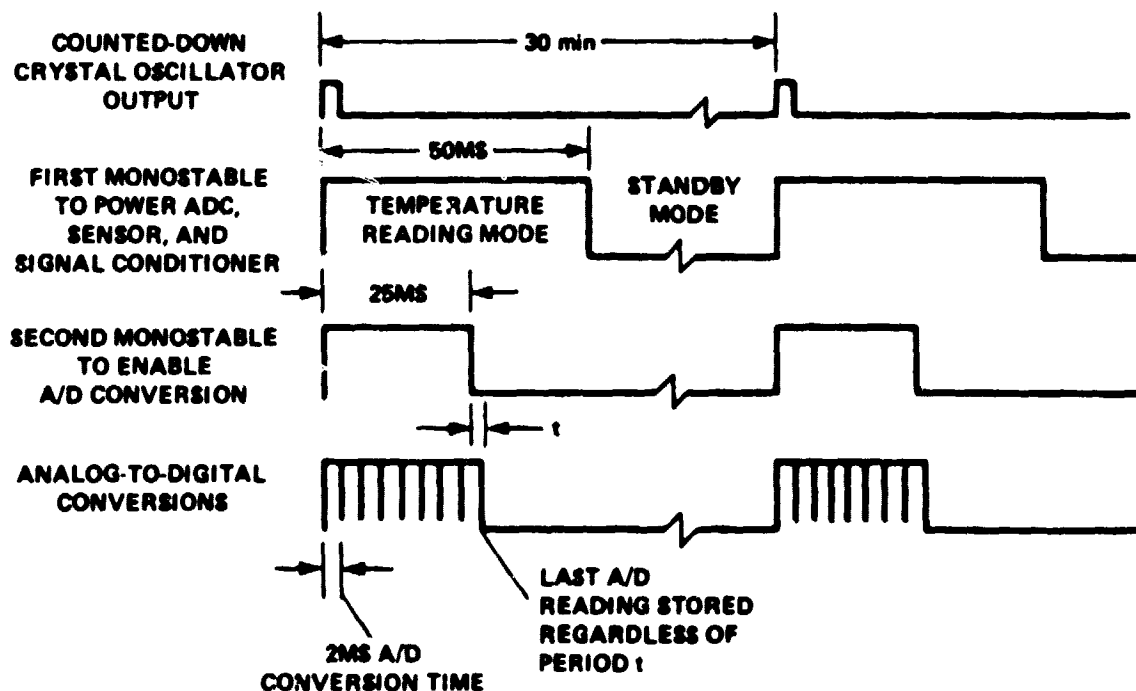 COUNTED-DOWN
CRYSTAL OSCILLATOR
OUTPUT
30 min
50MS
FIRST MONOSTABLE
TO POWER ADC,
SENSOR, AND
SIGNAL CONDITIONER
TEMPERATURE
READING MODE
STANDBY
MODE
25MS
SECOND MONOSTABLE
TO ENABLE
A/D CONVERSION
t
ANALOG-TO-DIGITAL
CONVERSIONS
LAST A/D
READING STORED
REGARDLESS OF
PERIOD t
2MS A/D
CONVERSION TIME